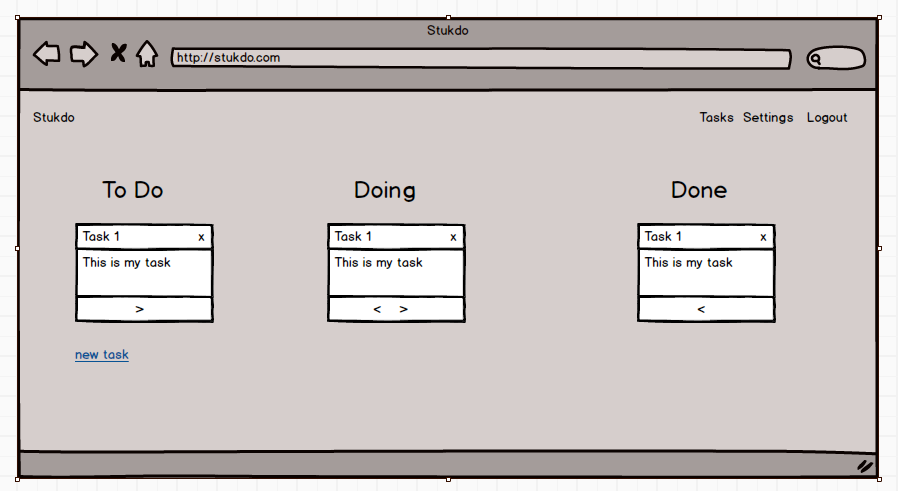 Stukdo
http://stukdo.com
Stukdo Tasks Settings Logout
To Do Doing Done
Task 1 x Task 1 x Task 1 x
This is my task This is my task This is my task
> < > <
new task